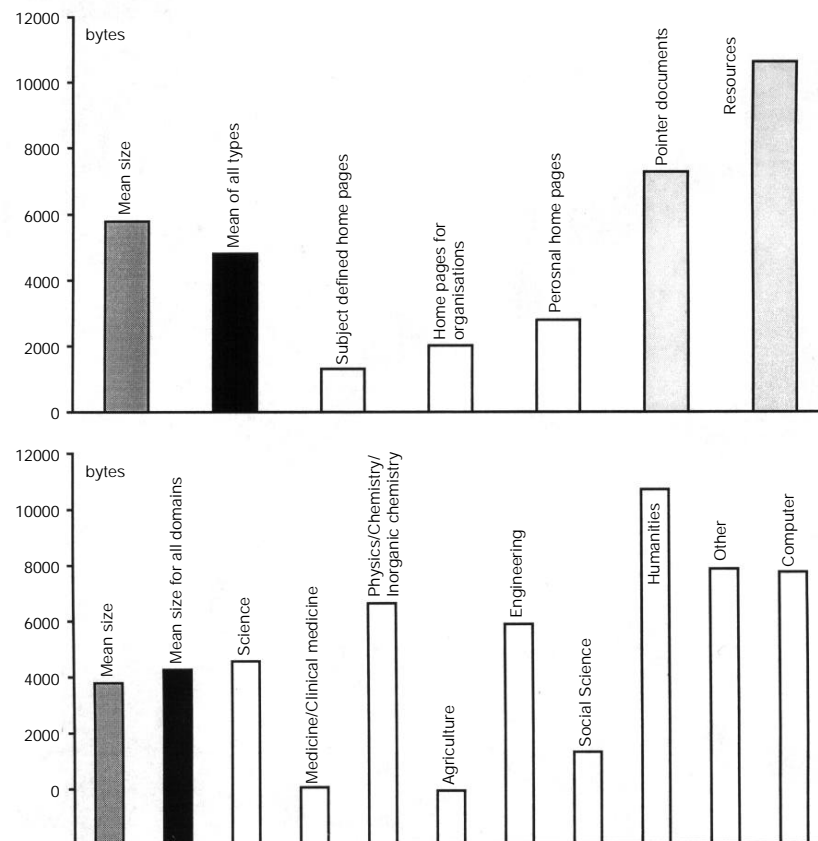 12000
bytes
10000
8000
6000
4000
2000
0
Mean size
Mean of all types
Subject defined home pages
Home pages for
organisations
Perosnal home pages
Pointer documents
Resources
12000
bytes
10000
8000
6000
4000
2000
0
Mean size
Mean size for all domains
Science
Medicine/Clinical medicine
Physics/Chemistry/
Inorganic chemistry
Agriculture
Engineering
Social Science
Humanities
Other
Computer